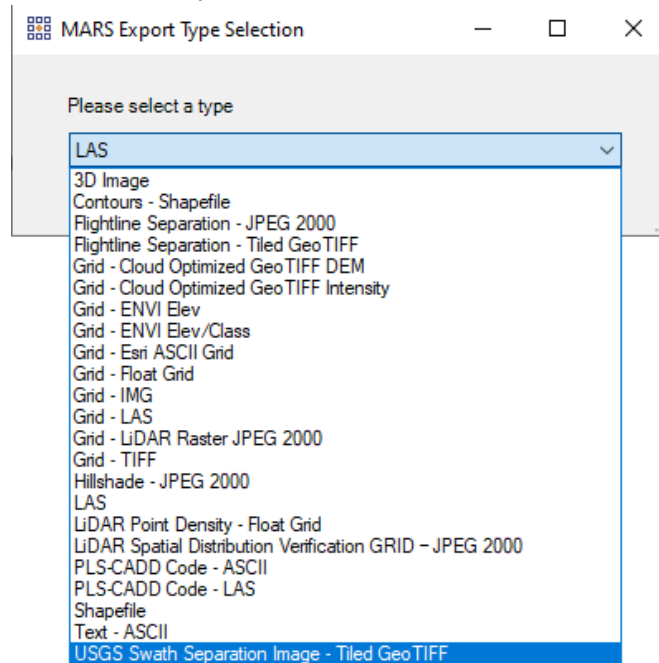 MARS Export Type Selection
Please select a type
LAS
3D Image
Contours - Shapefile
Flightline Separation - JPEG 2000
Flightline Separation - Tiled GeoTIFF
Grid - Cloud Optimized GeoTIFF DEM
Grid - Cloud Optimized GeoTIFF Intensity
Grid - ENVI Elev
Grid - ENVI Elev/Class
Grid - Esri ASCII Grid
Grid - Float Grid
Grid - IMG
Grid - LAS
Grid - LiDAR Raster JPEG 2000
Grid - TIFF
Hillshade - JPEG 2000
LAS
LiDAR Point Density - Float Grid
LiDAR Spatial Distribution Verification GRID – JPEG 2000
PLS-CADD Code - ASCII
PLS-CADD Code - LAS
Shapefile
Text - ASCII
USGS Swath Separation Image - Tiled GeoTIFF